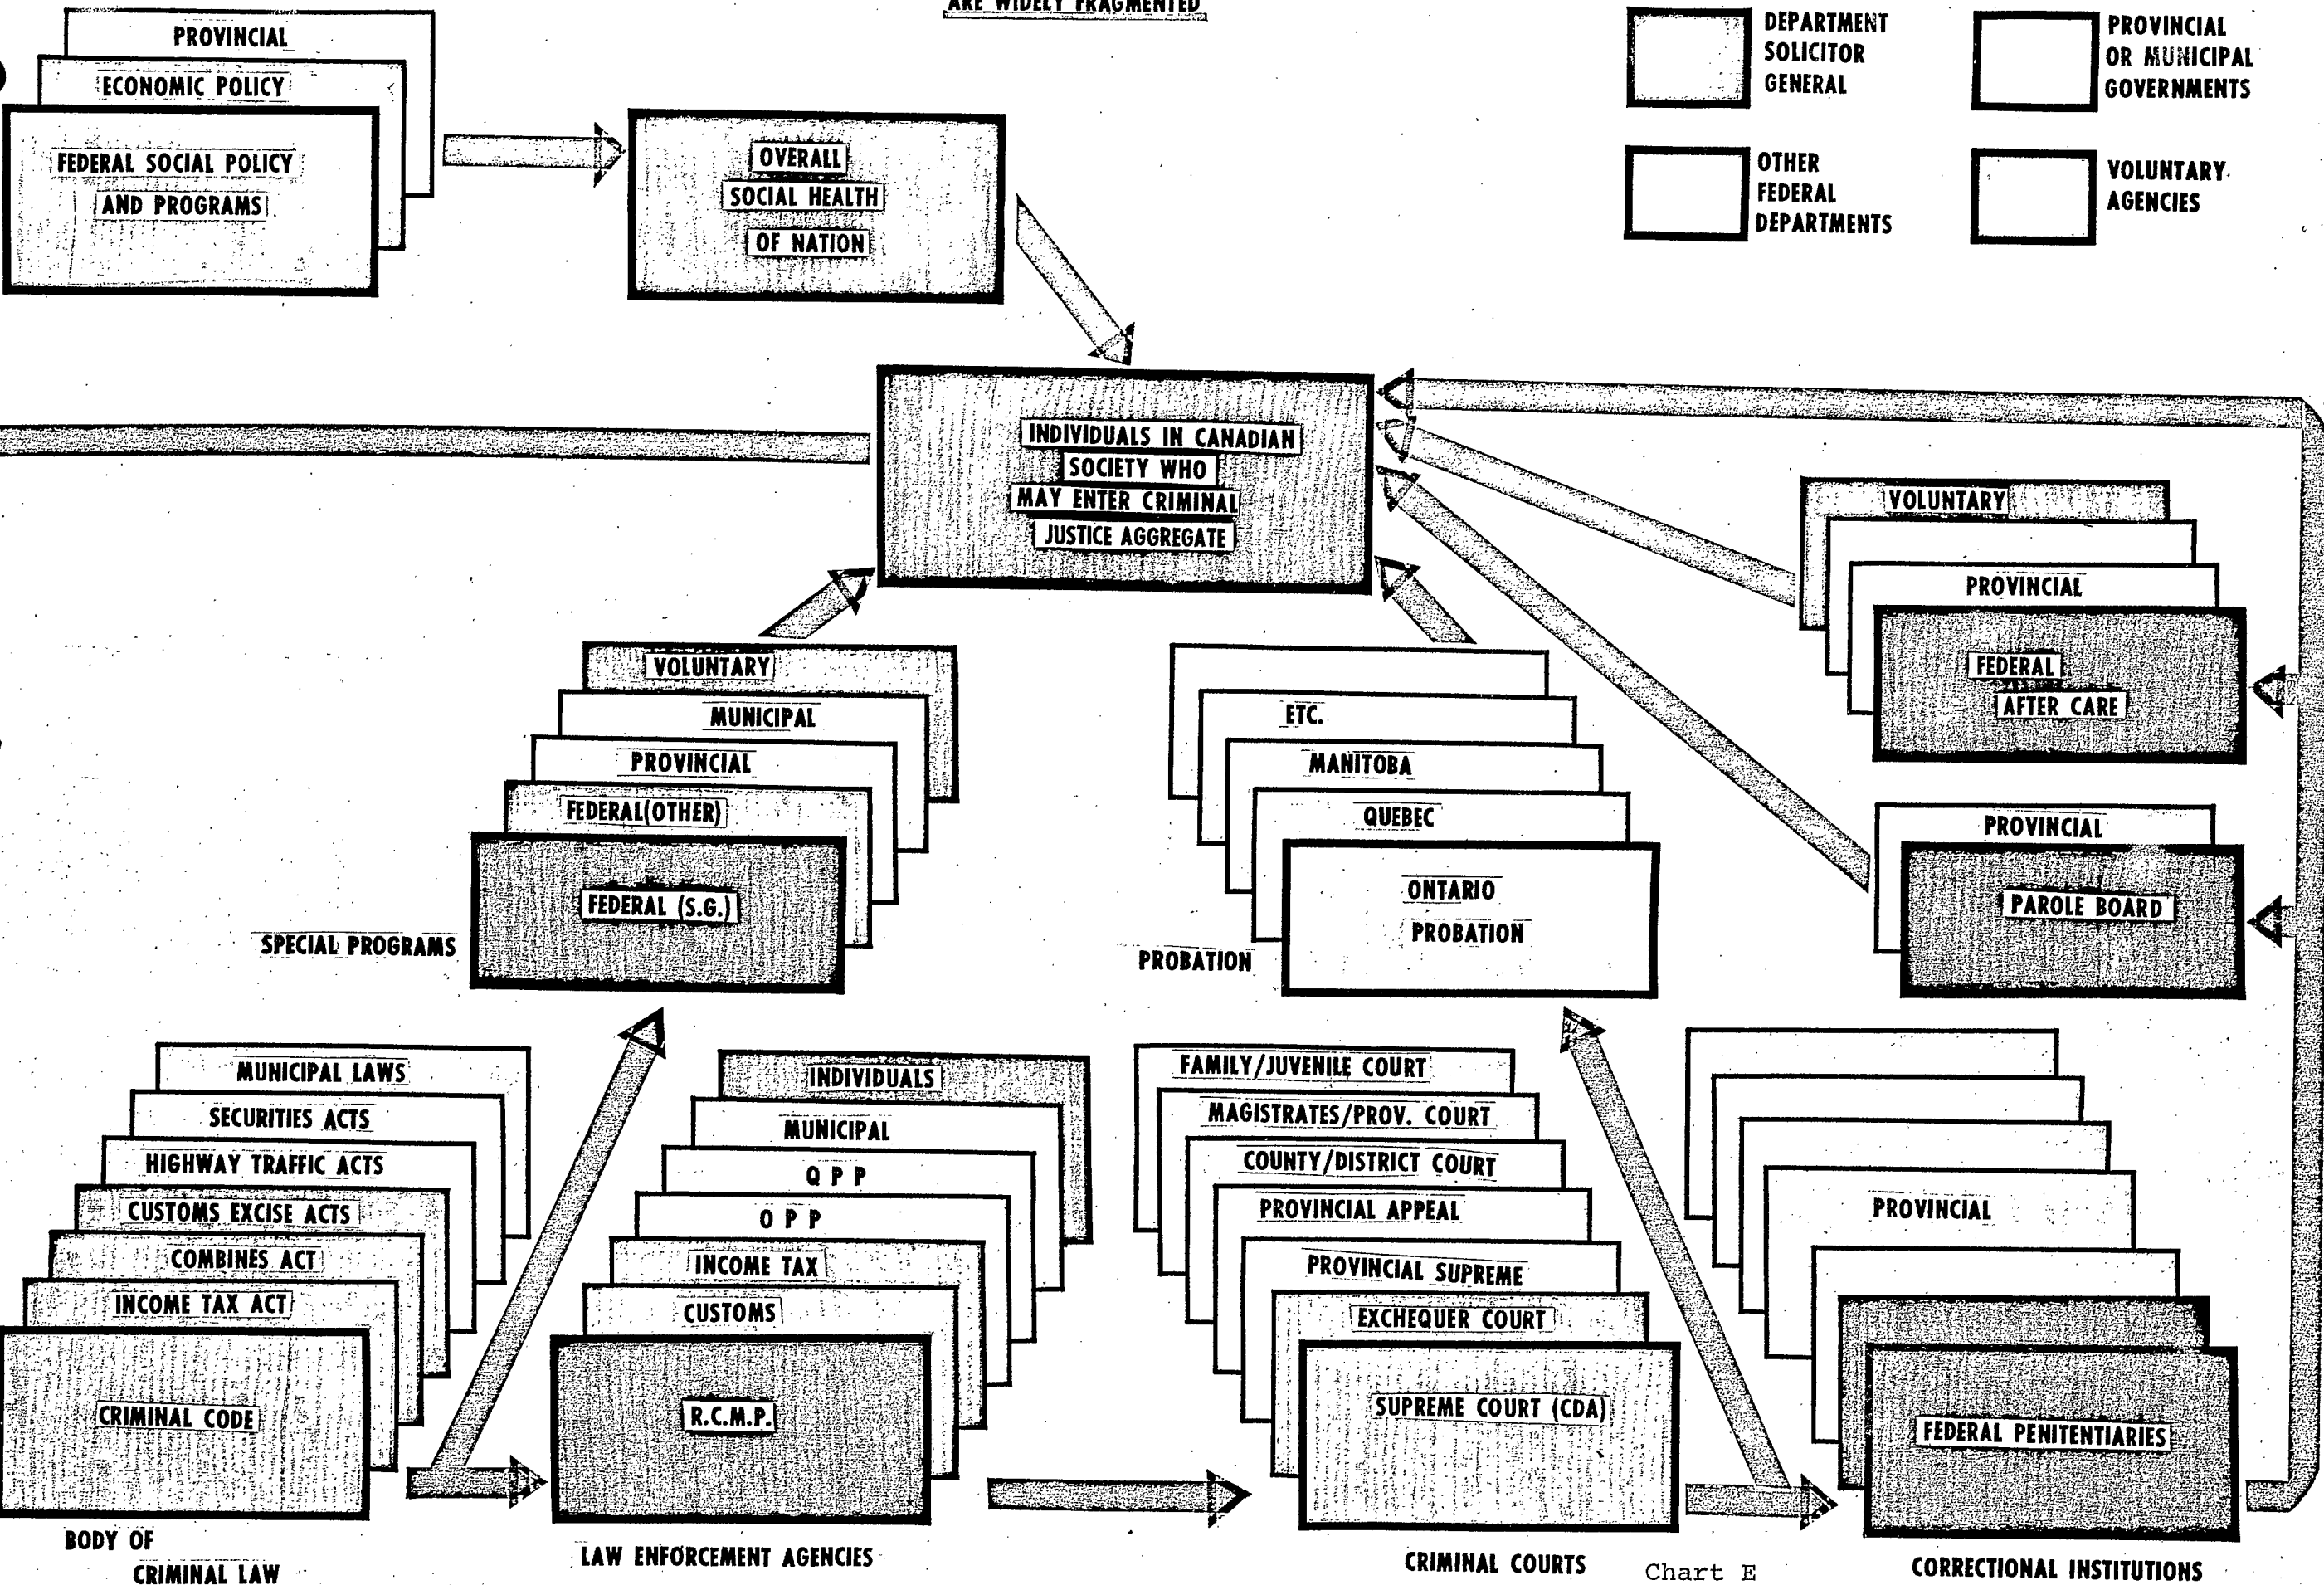 ARE WIDELY FRAGMENTED
DEPARTMENT
SOLICITOR
GENERAL
PROVINCIAL
OR MUNICIPAL
GOVERNMENTS
OTHER
FEDERAL
DEPARTMENTS
VOLUNTARY
AGENCIES
PROVINCIAL
ECONOMIC POLICY
FEDERAL SOCIAL POLICY
AND PROGRAMS
OVERALL
SOCIAL HEALTH
OF NATION
INDIVIDUALS IN CANADIAN
SOCIETY WHO
MAY ENTER CRIMINAL
JUSTICE AGGREGATE
VOLUNTARY
PROVINCIAL
FEDERAL
AFTER CARE
VOLUNTARY
MUNICIPAL
PROVINCIAL
FEDERAL(OTHER)
FEDERAL (S.G.)
SPECIAL PROGRAMS
ETC.
MANITOBA
QUEBEC
ONTARIO
PROBATION
PROBATION
PROVINCIAL
PAROLE BOARD
MUNICIPAL LAWS
SECURITIES ACTS
HIGHWAY TRAFFIC ACTS
CUSTOMS EXCISE ACTS
COMBINES ACT
INCOME TAX ACT
CRIMINAL CODE
BODY OF
CRIMINAL LAW
INDIVIDUALS
MUNICIPAL
Q P P
O P P
INCOME TAX
CUSTOMS
R.C.M.P.
LAW ENFORCEMENT AGENCIES
FAMILY/JUVENILE COURT
MAGISTRATES/PROV. COURT
COUNTY/DISTRICT COURT
PROVINCIAL APPEAL
PROVINCIAL SUPREME
EXCHEQUER COURT
SUPREME COURT (CDA)
CRIMINAL COURTS
Chart E
PROVINCIAL
FEDERAL PENITENTIARIES
CORRECTIONAL INSTITUTIONS